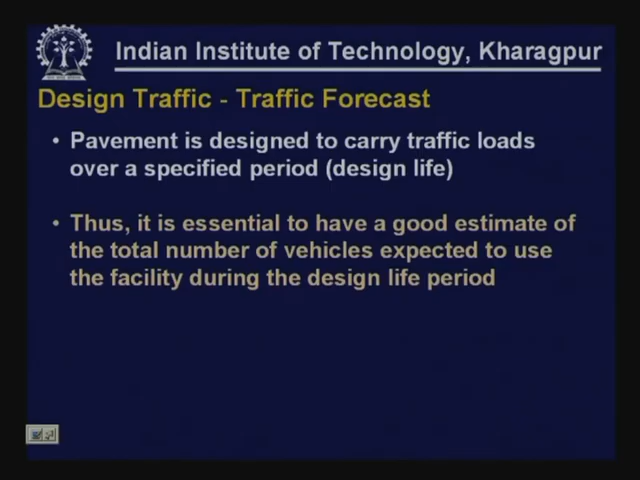 Indian Institute of Technology, Kharagpur
Design Traffic - Traffic Forecast
• Pavement is designed to carry traffic loads
over a specified period (design life)
• Thus, it is essential to have a good estimate of
the total number of vehicles expected to use
the facility during the design life period